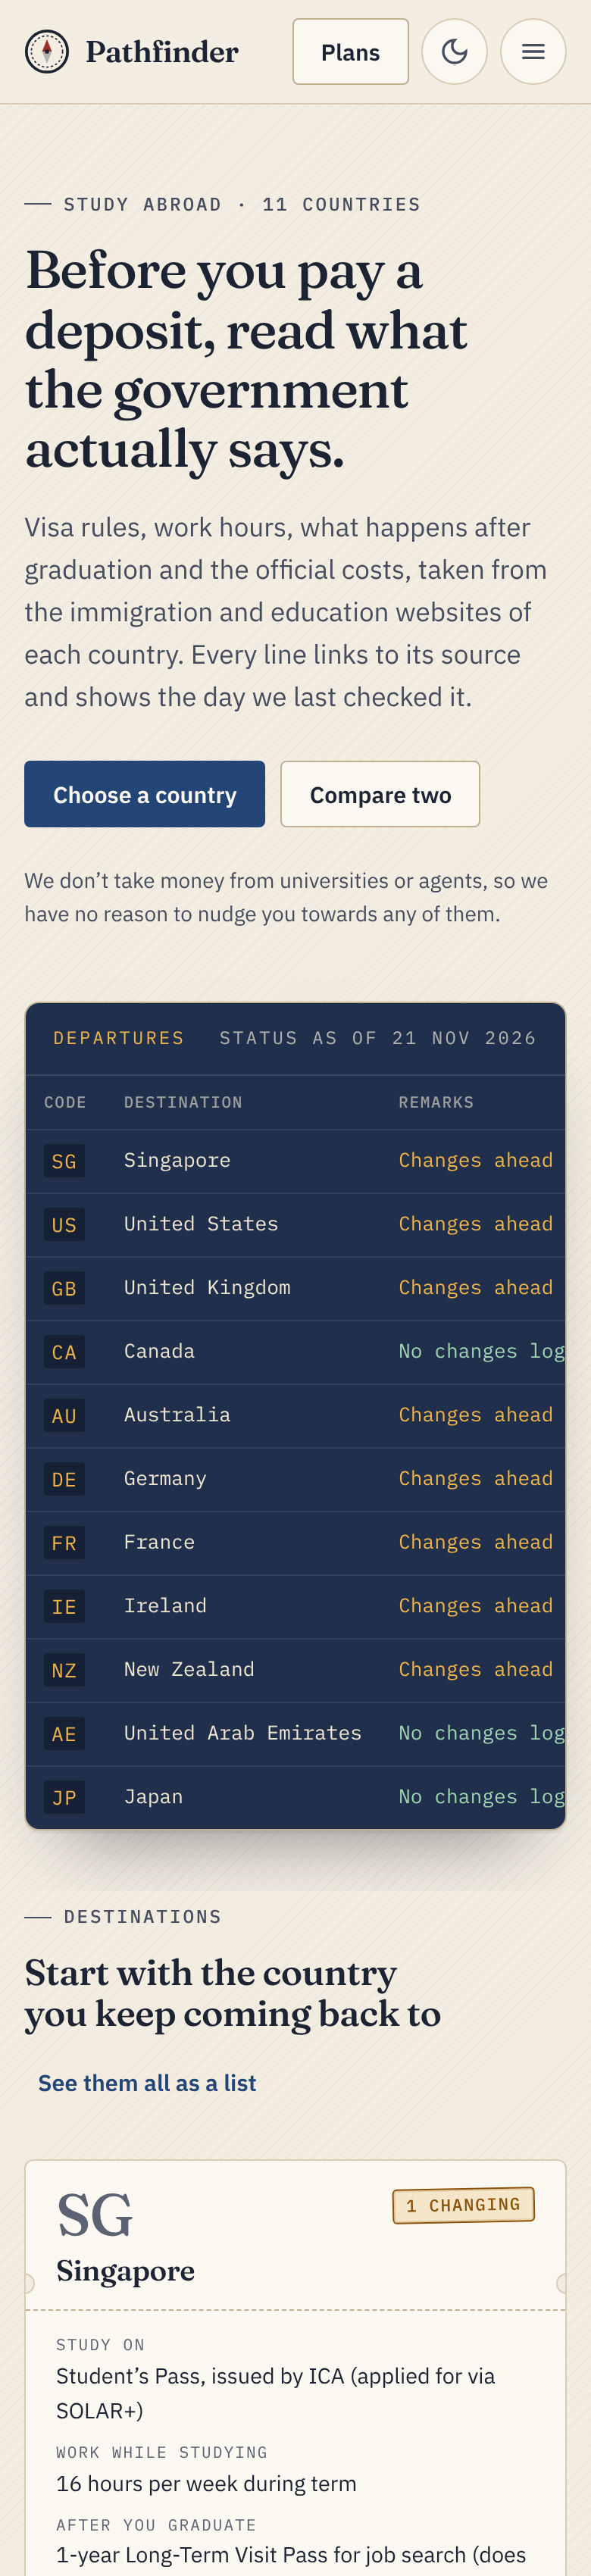 Pathfinder Plans
STUDY ABROAD · 11 COUNTRIES
Before you pay a
deposit, read what
the government
actually says.
Visa rules, work hours, what happens after
graduation and the official costs, taken from
the immigration and education websites of
each country. Every line links to its source
and shows the day we last checked it.
Choose a country Compare two
We don’t take money from universities or agents, so we
have no reason to nudge you towards any of them.
DEPARTURES STATUS AS OF 21 NOV 2026
CODE DESTINATION REMARKS
SG Singapore Changes ahead
US United States Changes ahead
GB United Kingdom Changes ahead
CA Canada No changes log
AU Australia Changes ahead
DE Germany Changes ahead
FR France Changes ahead
IE Ireland Changes ahead
NZ New Zealand Changes ahead
AE United Arab Emirates No changes log
JP Japan No changes log
DESTINATIONS
Start with the country
you keep coming back to
See them all as a list
SG 1 CHANGING
Singapore
STUDY ON
Student’s Pass, issued by ICA (applied for via
SOLAR+)
WORK WHILE STUDYING
16 hours per week during term
AFTER YOU GRADUATE
1-year Long-Term Visit Pass for job search (does